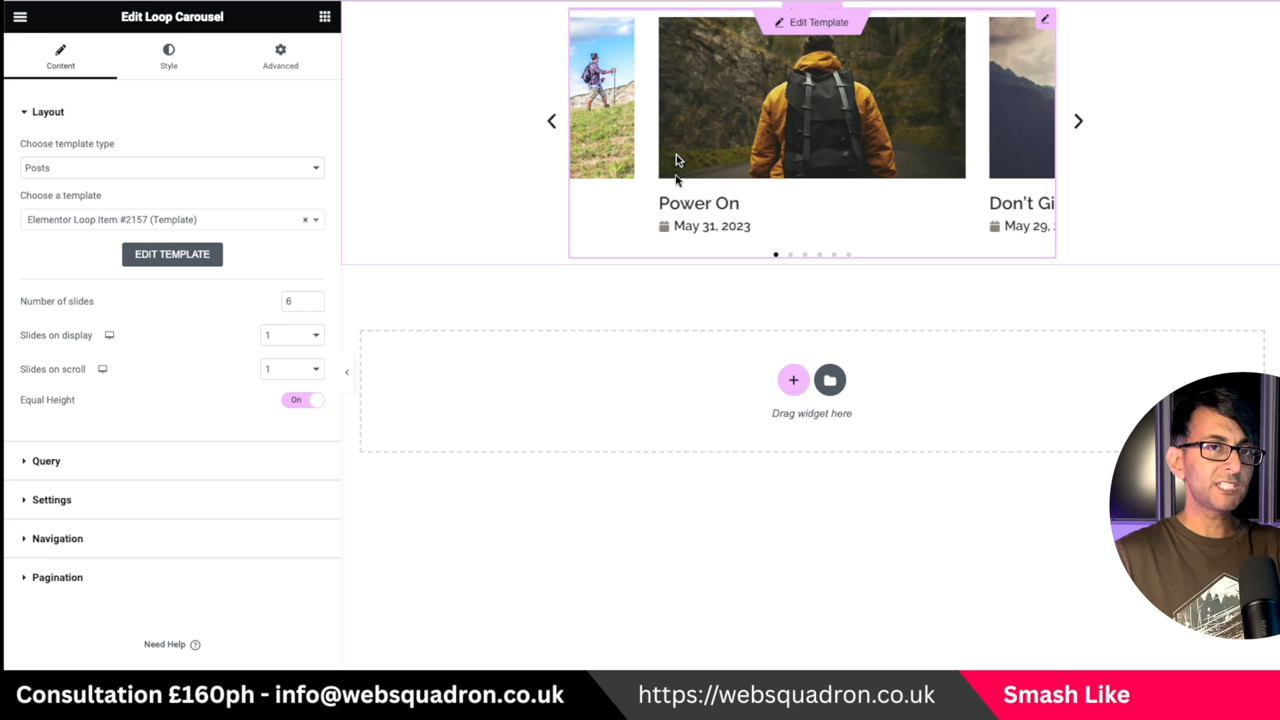 Edit Loop Carousel
Content
Style
Advanced
Layout
Choose template type
Posts
Choose a template
Elementor Loop Item #2157 (Template)
×
EDIT TEMPLATE
Number of slides
6
Slides on display
1
Slides on scroll
1
Equal Height
On
Query
Settings
Navigation
Pagination
Need Help ?
Edit Template
Power On
May 31, 2023
Don't Gi
May 29,
Drag widget here
Consultation £160ph - info@websquadron.co.uk
https://websquadron.co.uk
Smash Like